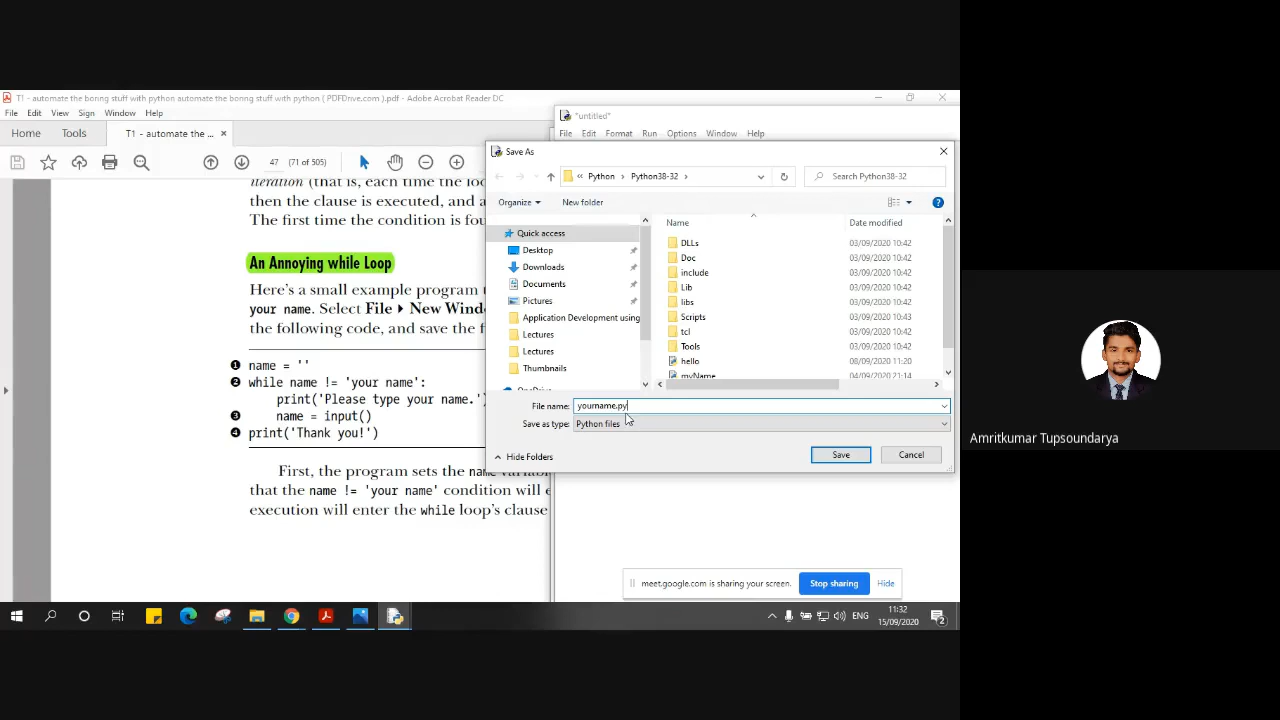 T1 - automate the boring stuff with python automate the boring stuff with python ( PDFDrive.com ).pdf - Adobe Acrobat Reader DC
File Edit View Sign Window Help
Home Tools T1 - automate the ... ×
47 (71 of 505)
iteration (that is, each time the loo
then the clause is executed, and a
The first time the condition is fou
An Annoying while Loop
Here's a small example program t
your name. Select File ▸ New Wind
the following code, and save the f
❶ name = ''
❷ while name != 'your name':
print('Please type your name.')
❸ name = input()
❹ print('Thank you!')
First, the program sets the name variab
that the name != 'your name' condition will e
execution will enter the while loop's clause
*untitled*
File Edit Format Run Options Window Help
Save As
« Python › Python38-32 ›
Search Python38-32
Organize New folder
Quick access
Desktop
Downloads
Documents
Pictures
Application Development using
Lectures
Lectures
Thumbnails
OneDrive
Name Date modified
DLLs 03/09/2020 10:42
Doc 03/09/2020 10:42
include 03/09/2020 10:42
Lib 03/09/2020 10:42
libs 03/09/2020 10:42
Scripts 03/09/2020 10:43
tcl 03/09/2020 10:42
Tools 03/09/2020 10:42
hello 08/09/2020 11:20
myName 04/09/2020 21:14
File name: yourname.py
Save as type: Python files
Hide Folders Save Cancel
meet.google.com is sharing your screen. Stop sharing Hide
ENG
11:32
15/09/2020
2
Amritkumar Tupsoundarya